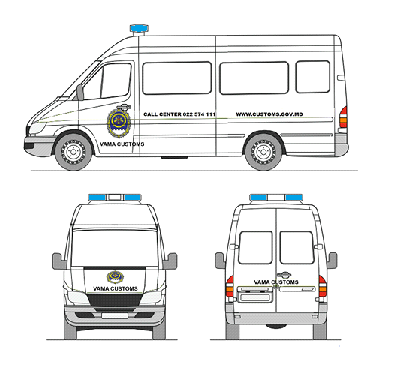 CALL CENTER 022 574 111
WWW.CUSTOMS.GOV.MD
VAMA CUSTOMS
VAMA CUSTOMS
VAMA CUSTOMS